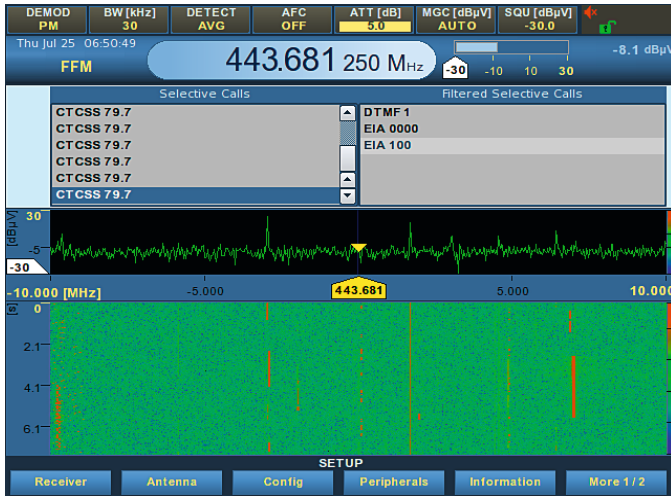 DEMOD BW [kHz] DETECT AFC ATT [dB] MGC [dBµV] SQU [dBµV]
PM 30 AVG OFF 5.0 AUTO -30.0
Thu Jul 25 06:50:49
FFM 443.681 250 MHz -8.1 dBµV
-30 -10 10 30
Selective Calls Filtered Selective Calls
CTCSS 79.7 DTMF 1
CTCSS 79.7 EIA 0000
CTCSS 79.7 EIA 100
CTCSS 79.7
CTCSS 79.7
CTCSS 79.7
[dBµV] 30
-5
-30
-10.000 [MHz] -5.000 443.681 5.000 10.000
[s] 0
2.1
4.1
6.1
SETUP
Receiver Antenna Config Peripherals Information More 1 / 2